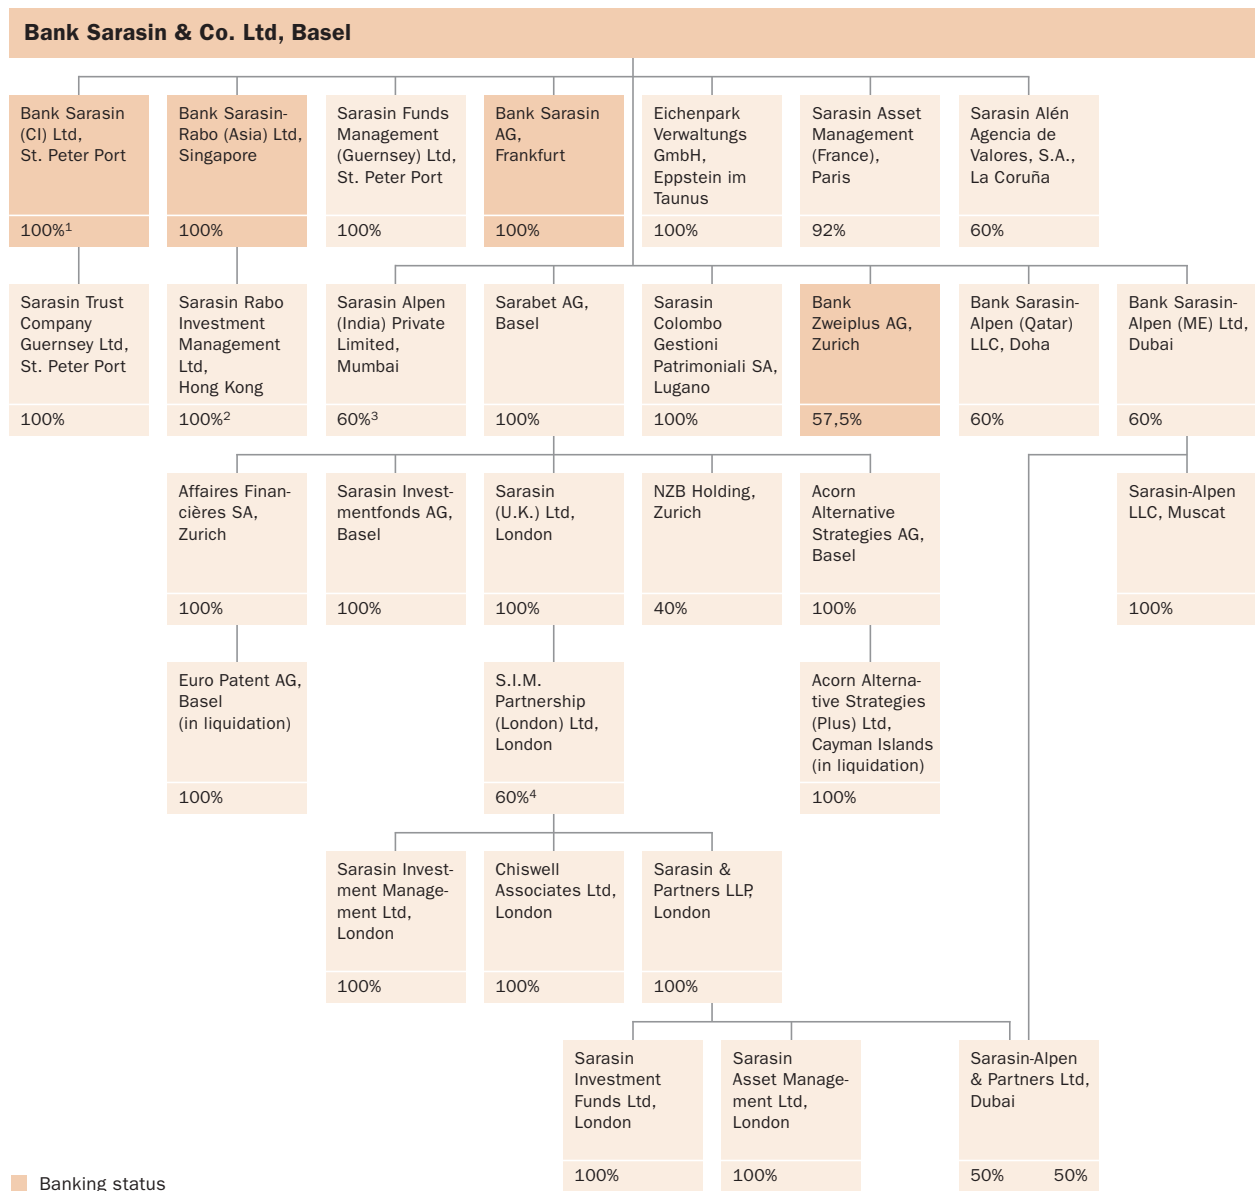 Bank Sarasin & Co. Ltd, Basel
Bank Sarasin
(CI) Ltd,
St. Peter Port
100%¹
Bank Sarasin-
Rabo (Asia) Ltd,
Singapore
100%
Sarasin Funds
Management
(Guernsey) Ltd,
St. Peter Port
100%
Bank Sarasin
AG,
Frankfurt
100%
Eichenpark
Verwaltungs
GmbH,
Eppstein im
Taunus
100%
Sarasin Asset
Management
(France),
Paris
92%
Sarasin Alén
Agencia de
Valores, S.A.,
La Coruña
60%
Sarasin Trust
Company
Guernsey Ltd,
St. Peter Port
100%
Sarasin Rabo
Investment
Management
Ltd,
Hong Kong
100%²
Sarasin Alpen
(India) Private
Limited,
Mumbai
60%³
Sarabet AG,
Basel
100%
Sarasin
Colombo
Gestioni
Patrimoniali SA,
Lugano
100%
Bank
Zweiplus AG,
Zurich
57,5%
Bank Sarasin-
Alpen (Qatar)
LLC, Doha
60%
Bank Sarasin-
Alpen (ME) Ltd,
Dubai
60%
Affaires Finan-
cières SA,
Zurich
100%
Sarasin Invest-
mentfonds AG,
Basel
100%
Sarasin
(U.K.) Ltd,
London
100%
NZB Holding,
Zurich
40%
Acorn
Alternative
Strategies AG,
Basel
100%
Sarasin-Alpen
LLC, Muscat
100%
Euro Patent AG,
Basel
(in liquidation)
100%
S.I.M.
Partnership
(London) Ltd,
London
60%⁴
Acorn Alterna-
tive Strategies
(Plus) Ltd,
Cayman Islands
(in liquidation)
100%
Sarasin Invest-
ment Manage-
ment Ltd,
London
100%
Chiswell
Associates Ltd,
London
100%
Sarasin &
Partners LLP,
London
100%
Sarasin
Investment
Funds Ltd,
London
100%
Sarasin
Asset Manage-
ment Ltd,
London
100%
Sarasin-Alpen
& Partners Ltd,
Dubai
50% 50%
Banking status